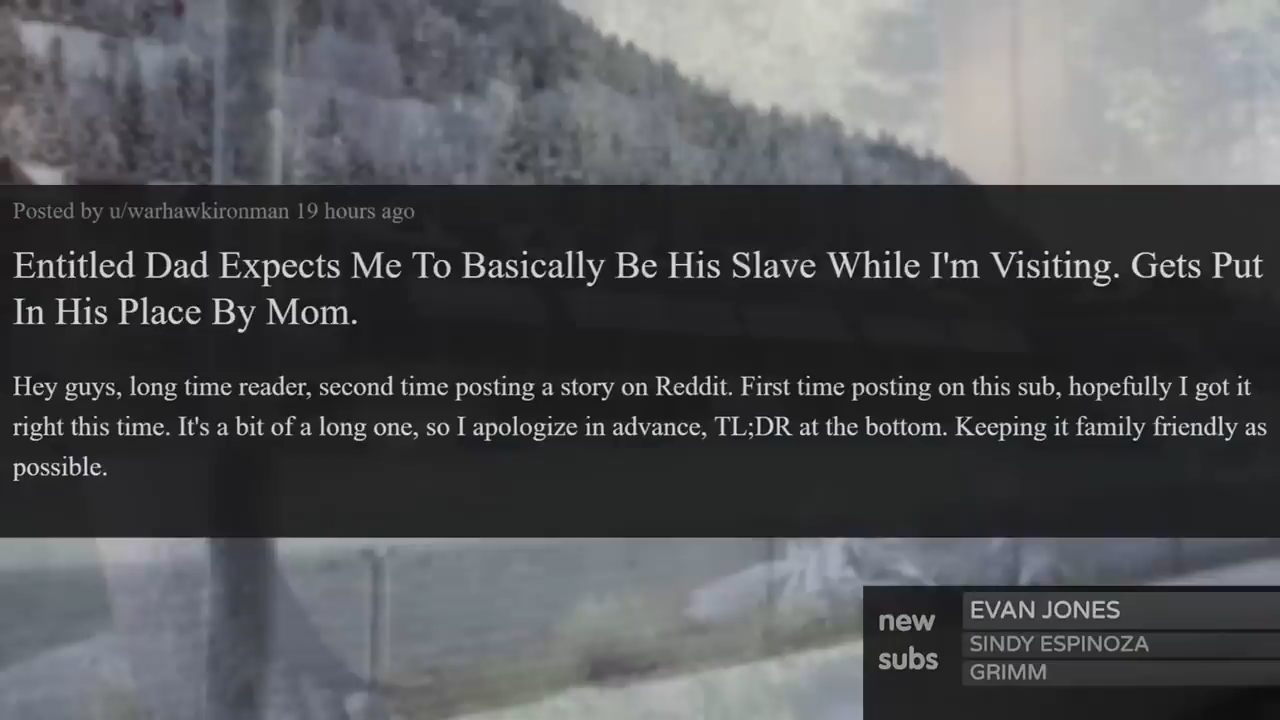 Posted by u/warhawkironman 19 hours ago
Entitled Dad Expects Me To Basically Be His Slave While I'm Visiting. Gets Put
In His Place By Mom.
Hey guys, long time reader, second time posting a story on Reddit. First time posting on this sub, hopefully I got it
right this time. It's a bit of a long one, so I apologize in advance, TL;DR at the bottom. Keeping it family friendly as
possible.
new
subs
EVAN JONES
SINDY ESPINOZA
GRIMM